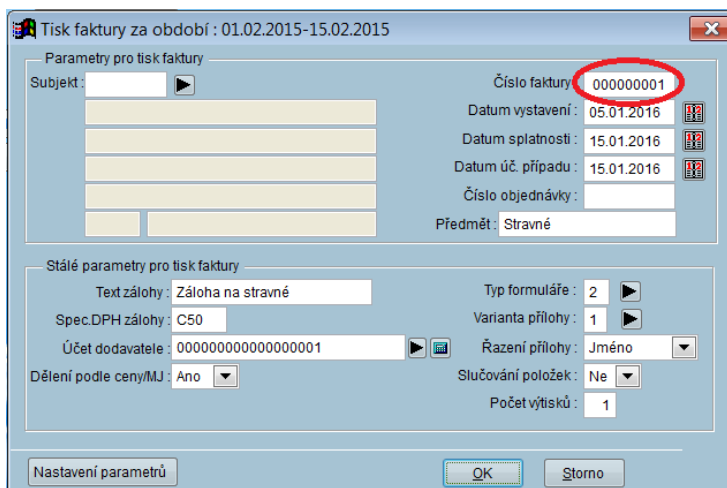 Tisk faktury za období : 01.02.2015-15.02.2015
Parametry pro tisk faktury
Subjekt :
Číslo faktury 000000001
Datum vystavení : 05.01.2016
Datum splatnosti : 15.01.2016
Datum úč. případu : 15.01.2016
Číslo objednávky :
Předmět : Stravné
Stálé parametry pro tisk faktury
Text zálohy : Záloha na stravné
Typ formuláře : 2
Spec.DPH zálohy : C50
Varianta přílohy : 1
Účet dodavatele : 000000000000000001
Řazení přílohy : Jméno
Dělení podle ceny/MJ : Ano
Slučování položek : Ne
Počet výtisků : 1
Nastavení parametrů
OK
Storno